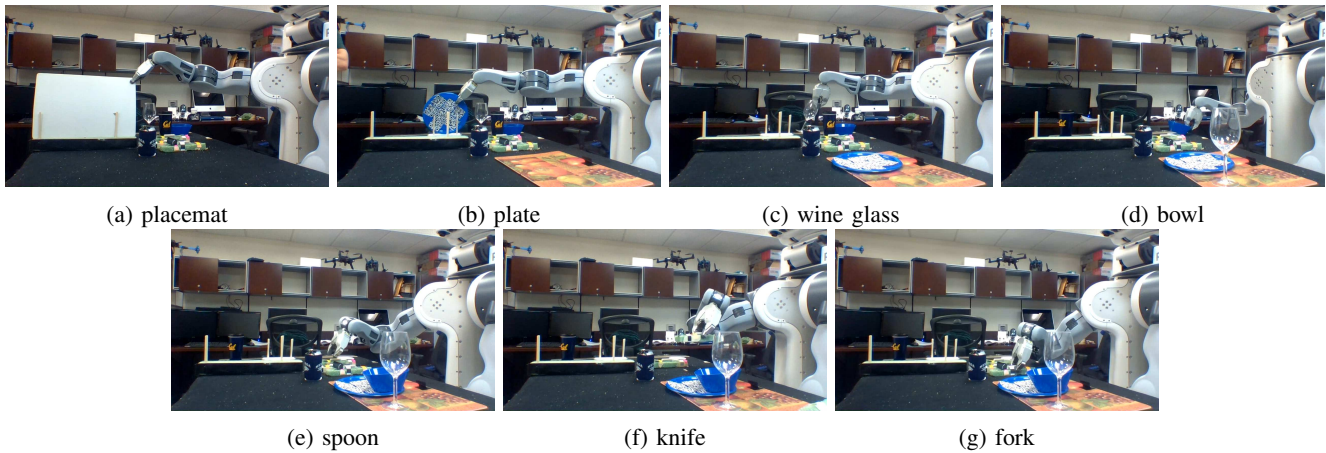 (a) placemat
(b) plate
(c) wine glass
(d) bowl
(e) spoon
(f) knife
(g) fork